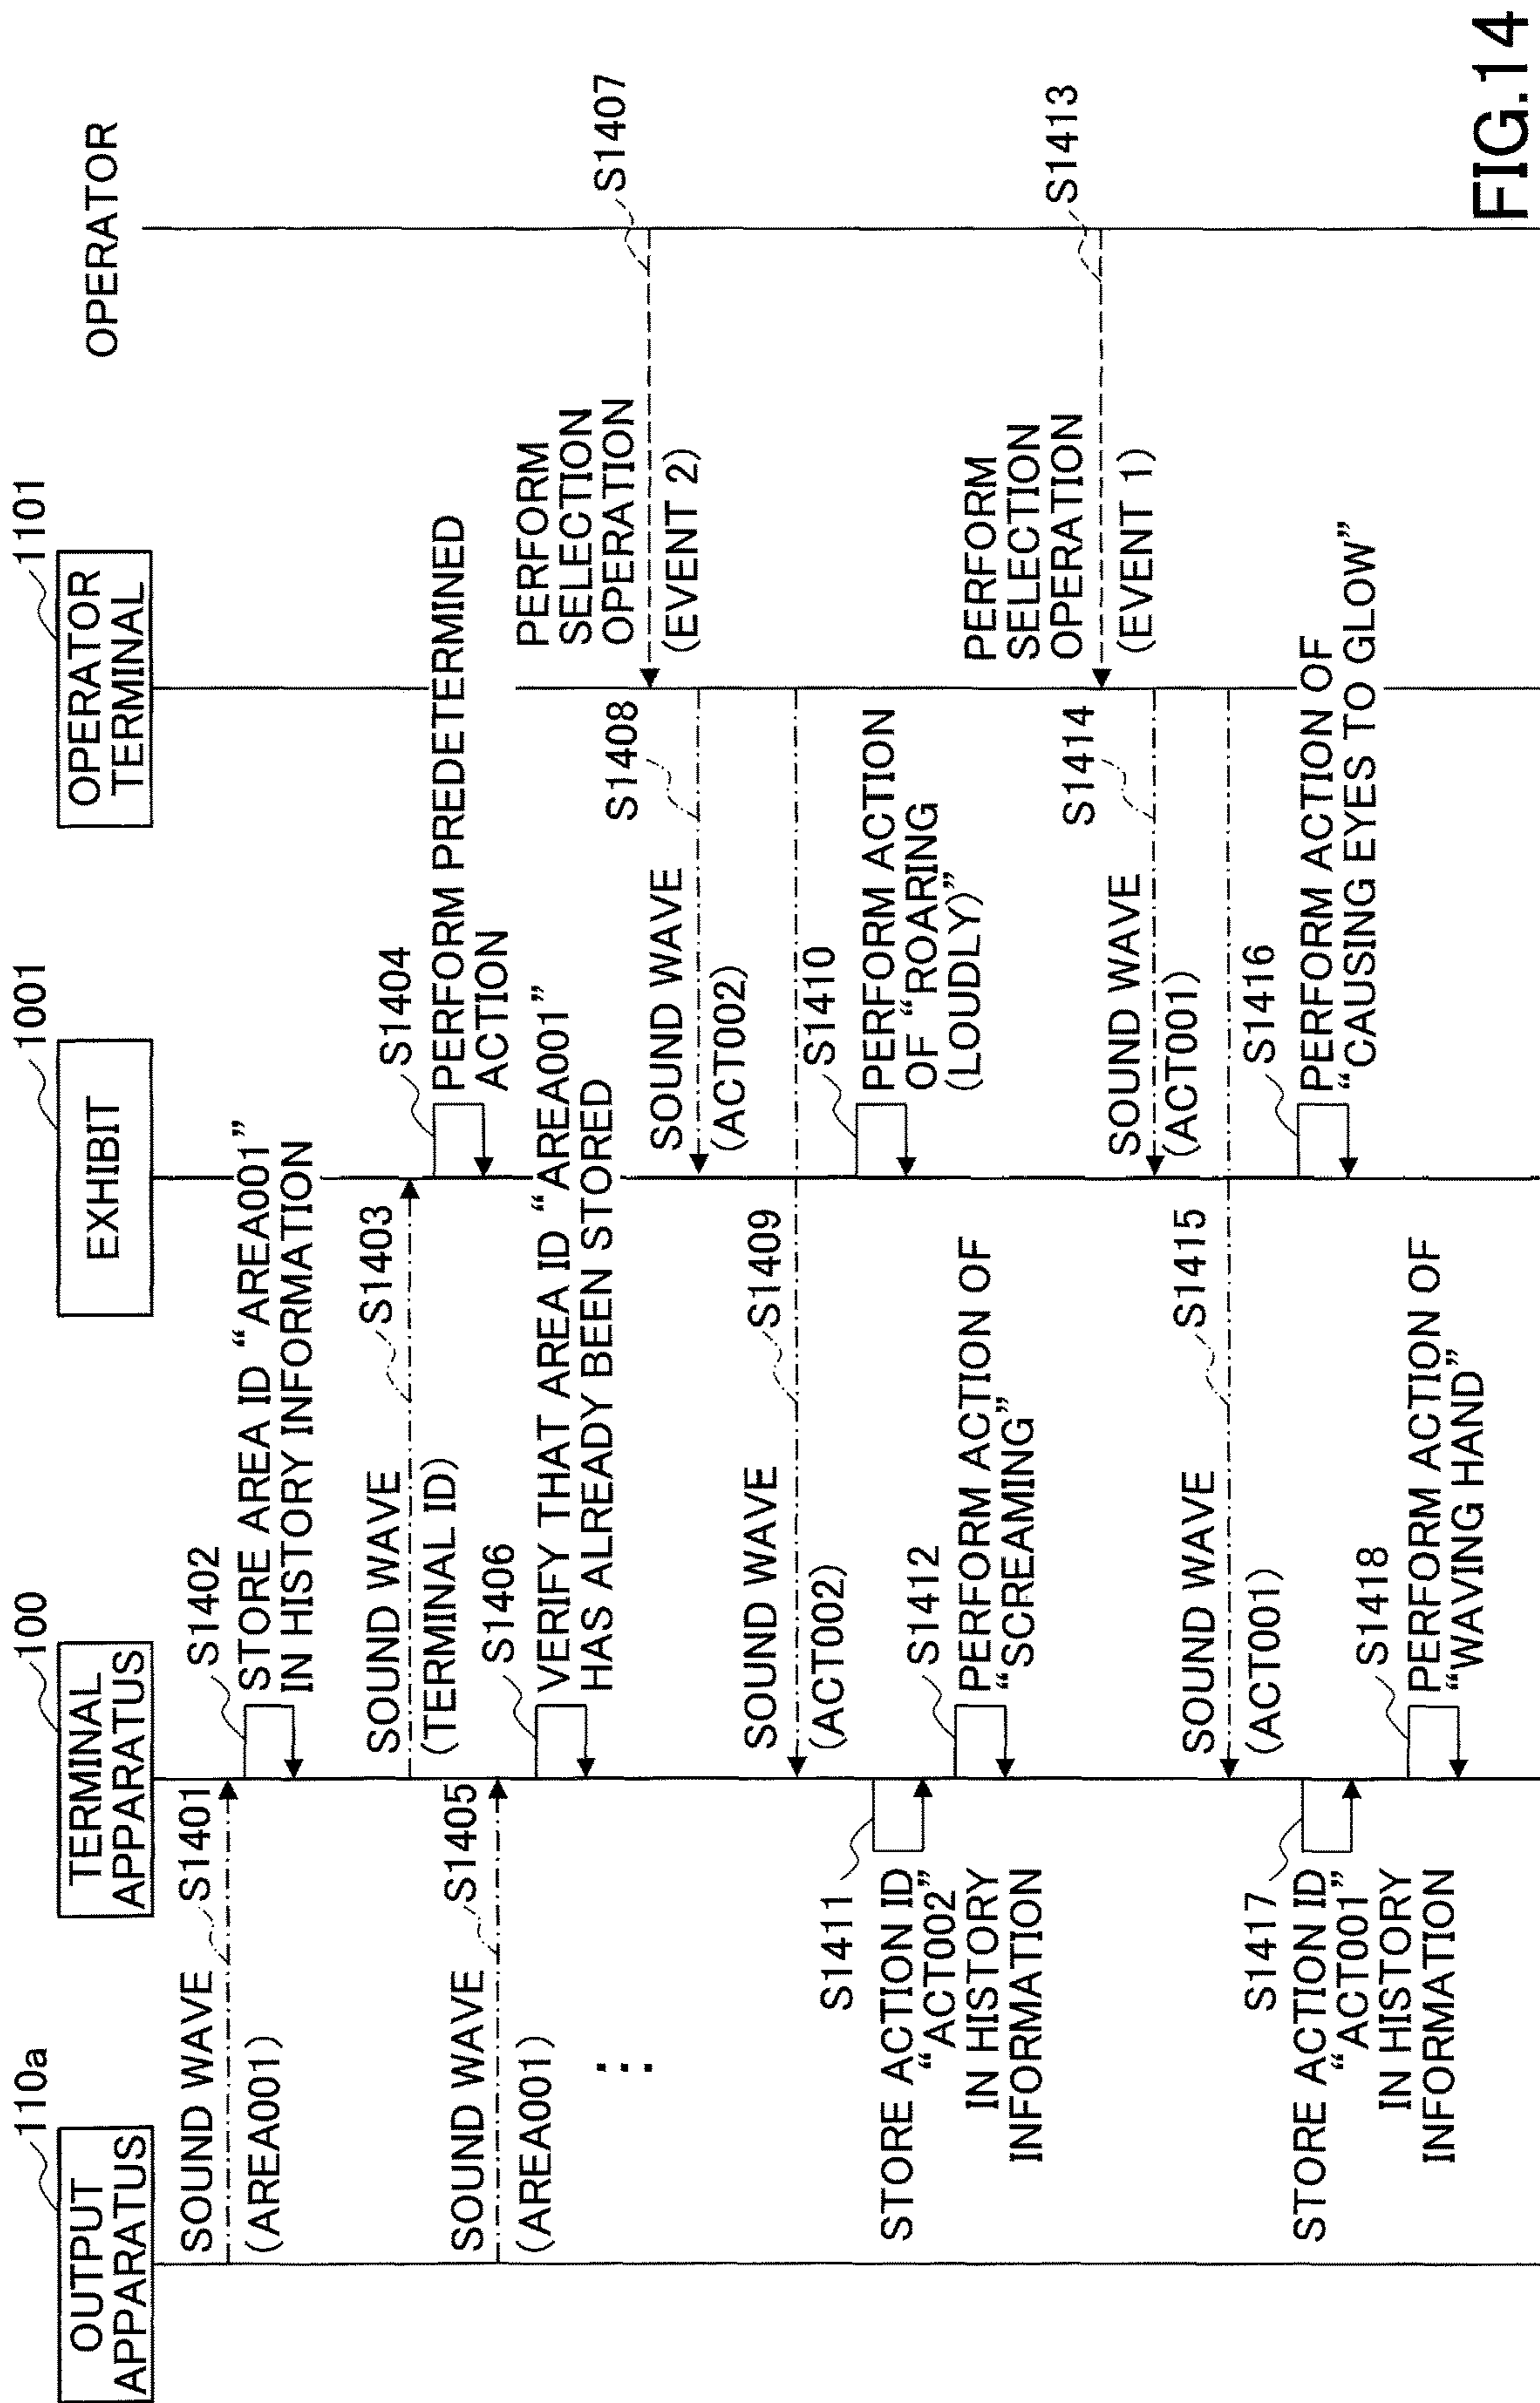 110a
OUTPUT
APPARATUS
100
TERMINAL
APPARATUS
1001
EXHIBIT
1101
OPERATOR
TERMINAL
OPERATOR
SOUND WAVE
S1401
(AREA001)
S1402
STORE AREA ID “AREA001”
IN HISTORY INFORMATION
SOUND WAVE
S1403
(TERMINAL ID)
S1404
PERFORM PREDETERMINED
ACTION
SOUND WAVE
S1405
(AREA001)
S1406
VERIFY THAT AREA ID “AREA001”
HAS ALREADY BEEN STORED
PERFORM
SELECTION
OPERATION
(EVENT 2)
S1407
SOUND WAVE
S1408
(ACT002)
SOUND WAVE
S1409
(ACT002)
S1410
PERFORM ACTION
OF “ROARING
(LOUDLY)”
S1411
STORE ACTION ID
“ACT002”
IN HISTORY
INFORMATION
S1412
PERFORM ACTION OF
“SCREAMING”
PERFORM
SELECTION
OPERATION
(EVENT 1)
S1413
SOUND WAVE
S1414
(ACT001)
SOUND WAVE
S1415
(ACT001)
S1416
PERFORM ACTION OF
“CAUSING EYES TO GLOW”
S1417
STORE ACTION ID
“ACT001”
IN HISTORY
INFORMATION
S1418
PERFORM ACTION OF
“WAVING HAND”
FIG.14